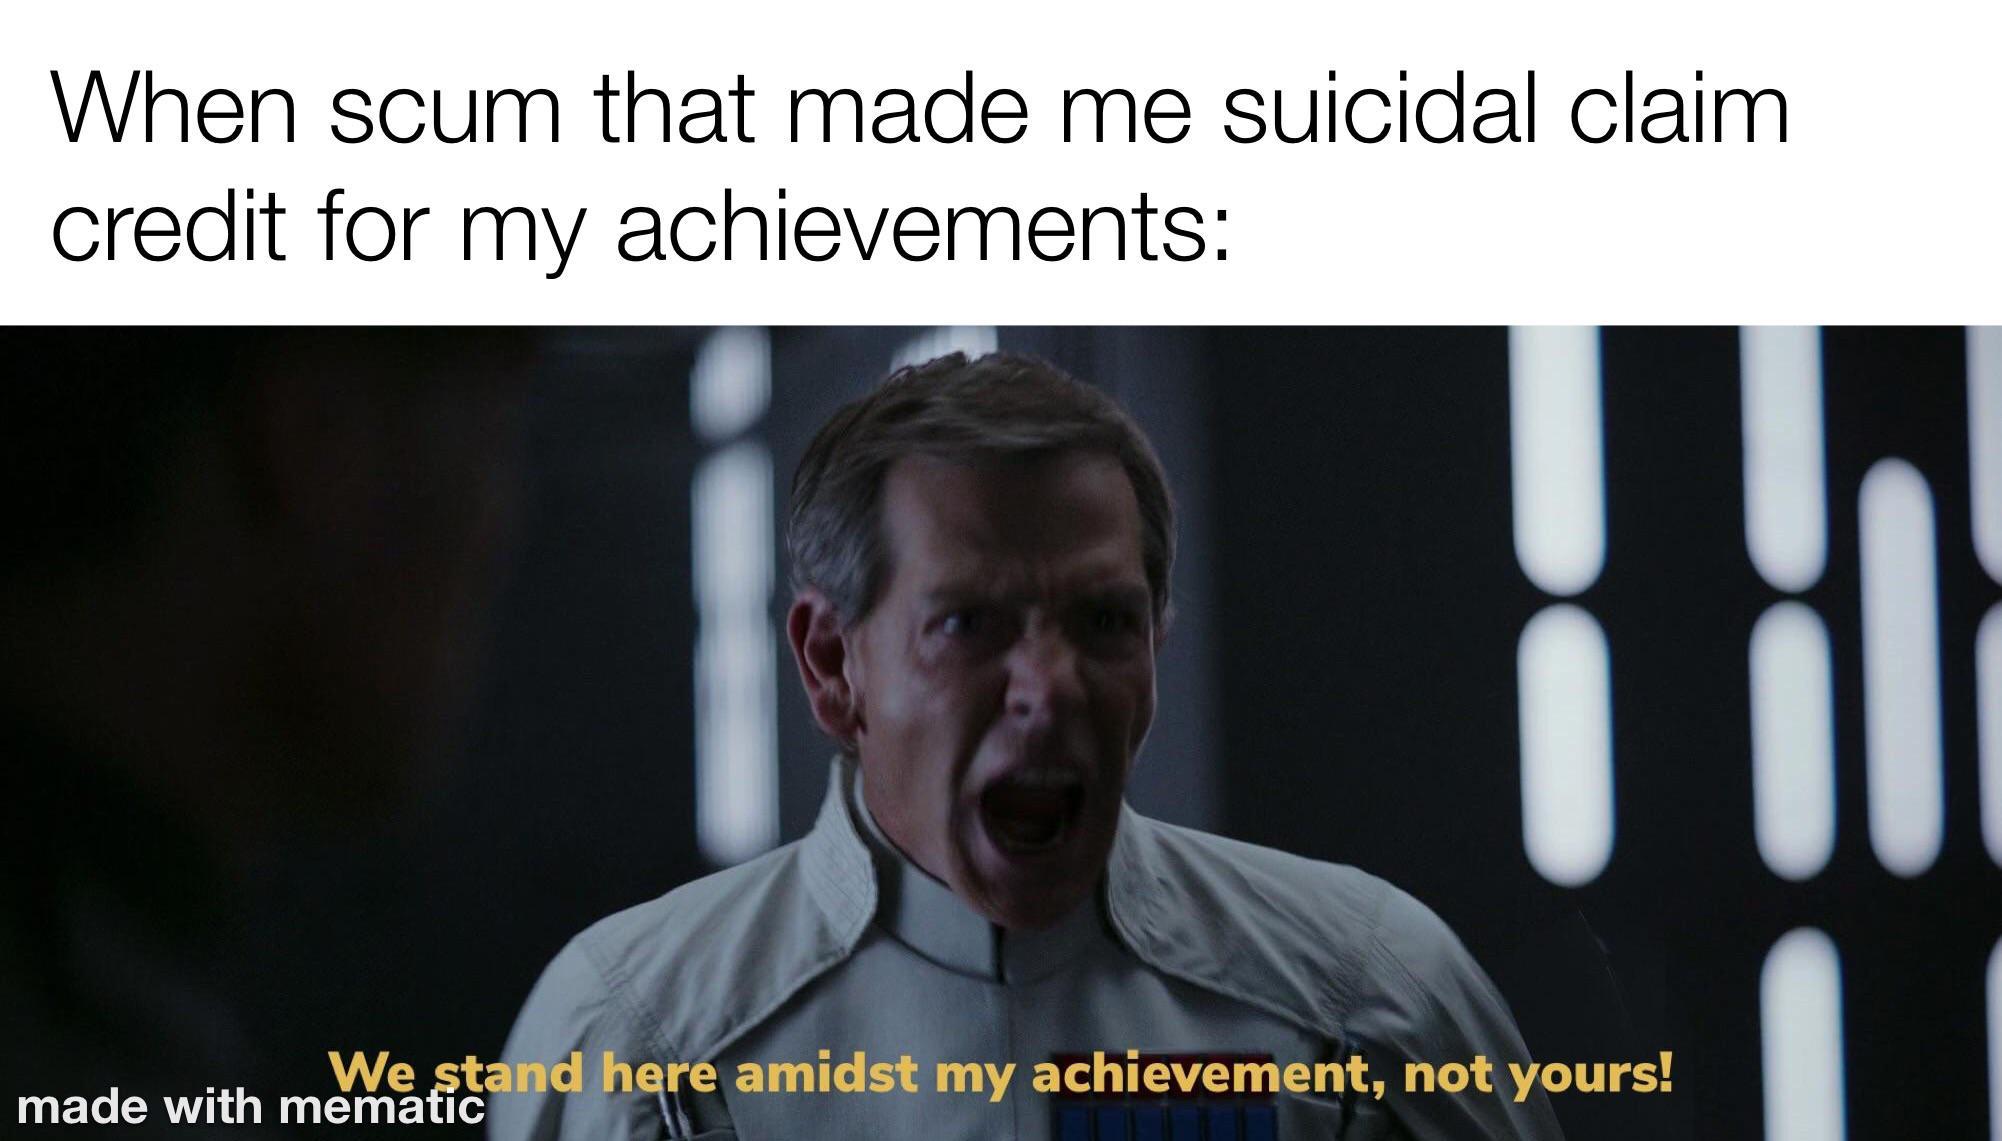 When scum that made me suicidal claim
credit for my achievements:
We stand here amidst my achievement, not yours!
made with mematic